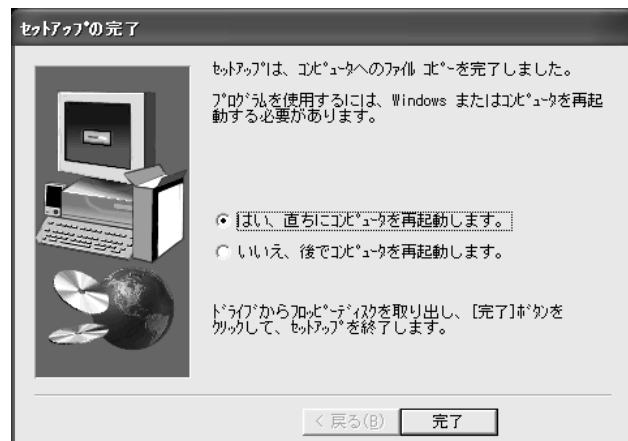 ｾｯﾄｱｯﾌﾟの完了
ｾｯﾄｱｯﾌﾟは、ｺﾝﾋﾟｭｰﾀへのﾌｧｲﾙ ｺﾋﾟｰを完了しました。
ﾌﾟﾛｸﾞﾗﾑを使用するには、Windows またはｺﾝﾋﾟｭｰﾀを再起
動する必要があります。
はい、直ちにｺﾝﾋﾟｭｰﾀを再起動します。
いいえ、後でｺﾝﾋﾟｭｰﾀを再起動します。
ﾄﾞﾗｲﾌﾞからﾌﾛｯﾋﾟｰﾃﾞｨｽｸを取り出し、[完了]ﾎﾞﾀﾝを
ｸﾘｯｸして、ｾｯﾄｱｯﾌﾟを終了します。
< 戻る(B)
完了